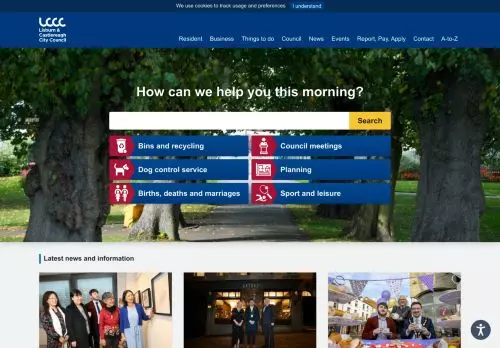 We use cookies to track usage and preferences I understand
LCCC
Lisburn &
Castlereagh
City Council
Resident Business Things to do Council News Events Report, Pay, Apply Contact A-to-Z
How can we help you this morning?
Search
Bins and recycling
Council meetings
Dog control service
Planning
Births, deaths and marriages
Sport and leisure
Latest news and information